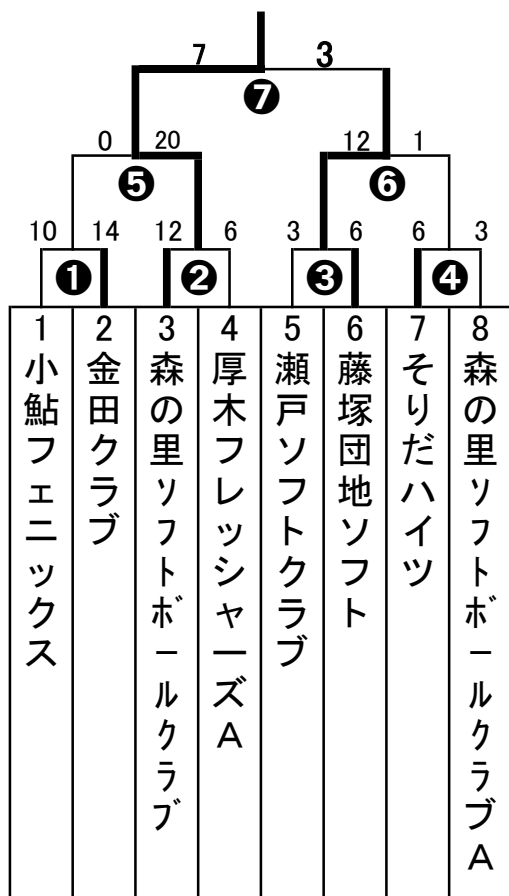 7 3
❼
0 20 12 1
❺ ❻
10 14 12 6 3 6 6 3
❶ ❷ ❸ ❹
1 2 3 4 5 6 7 8
小鮎フェニックス
金田クラブ
森の里ソフトボールクラブ
厚木フレッシャーズA
瀬戸ソフトクラブ
藤塚団地ソフト
そりだハイツ
森の里ソフトボールクラブA